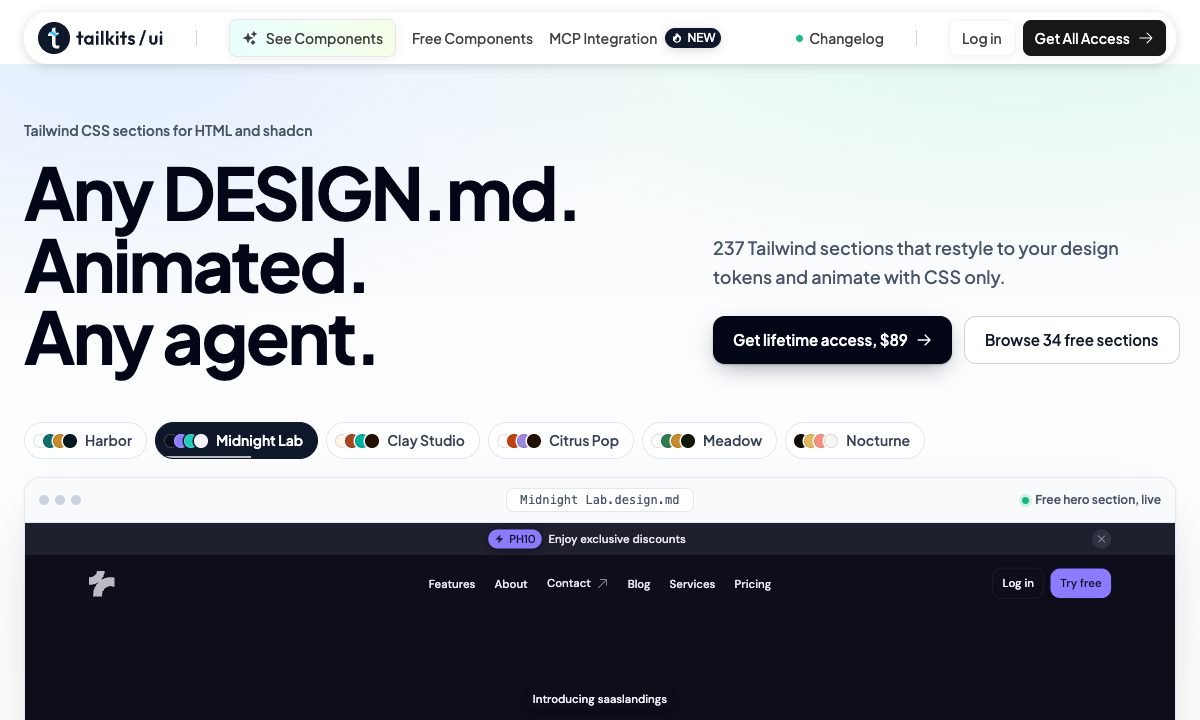 tailkits / ui
See Components
Free Components
MCP Integration
NEW
Changelog
Log in
Get All Access
Tailwind CSS sections for HTML and shadcn
Any DESIGN.md.
Animated.
Any agent.
237 Tailwind sections that restyle to your design
tokens and animate with CSS only.
Get lifetime access, $89
Browse 34 free sections
Harbor
Midnight Lab
Clay Studio
Citrus Pop
Meadow
Nocturne
Midnight Lab.design.md
Free hero section, live
PH10
Enjoy exclusive discounts
Features
About
Contact
Blog
Services
Pricing
Log in
Try free
Introducing saaslandings